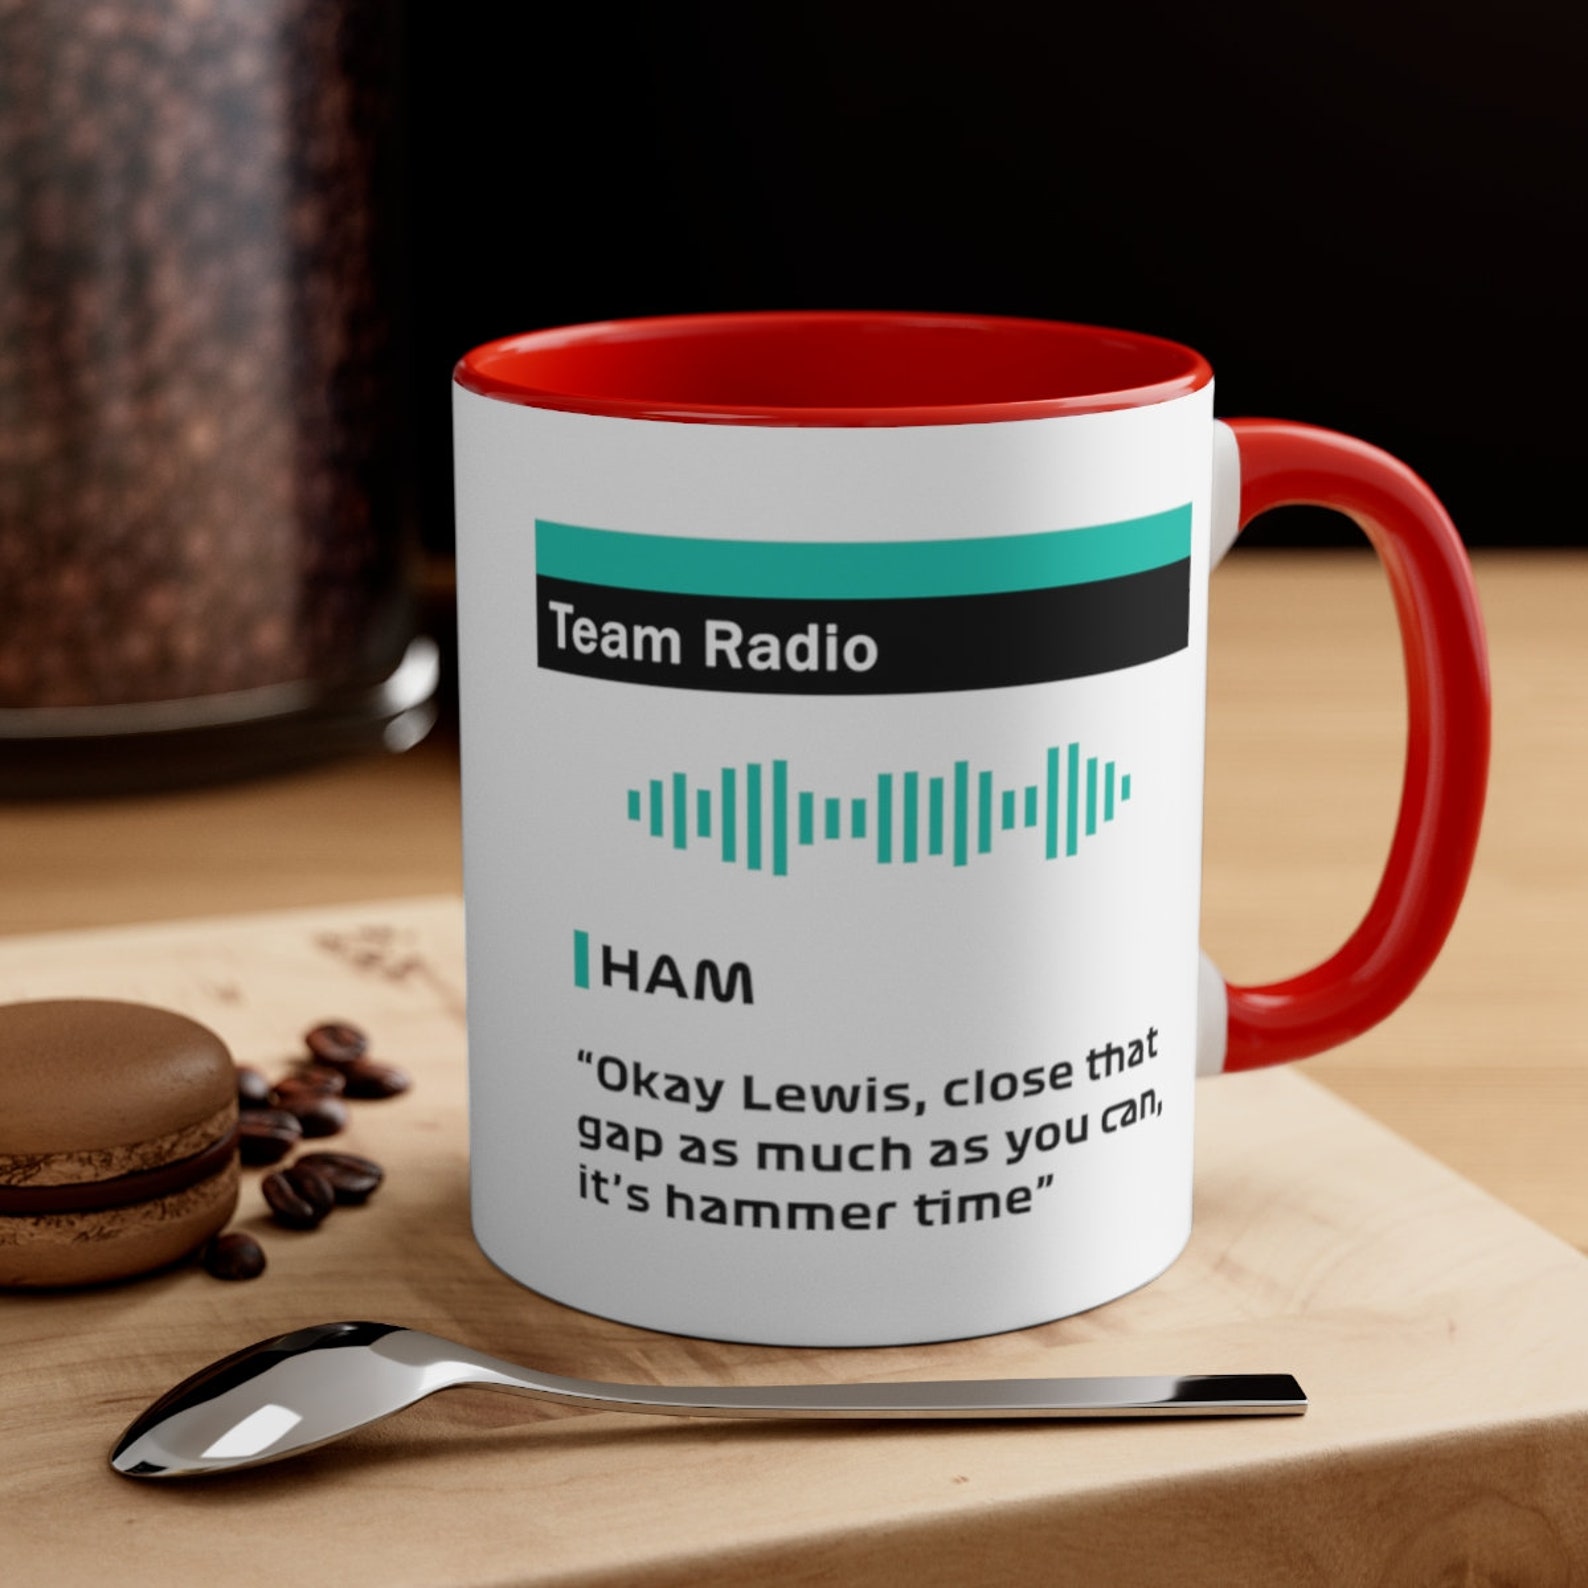 Team Radio
HAM
“Okay Lewis, close that
gap as much as you can,
it’s hammer time”